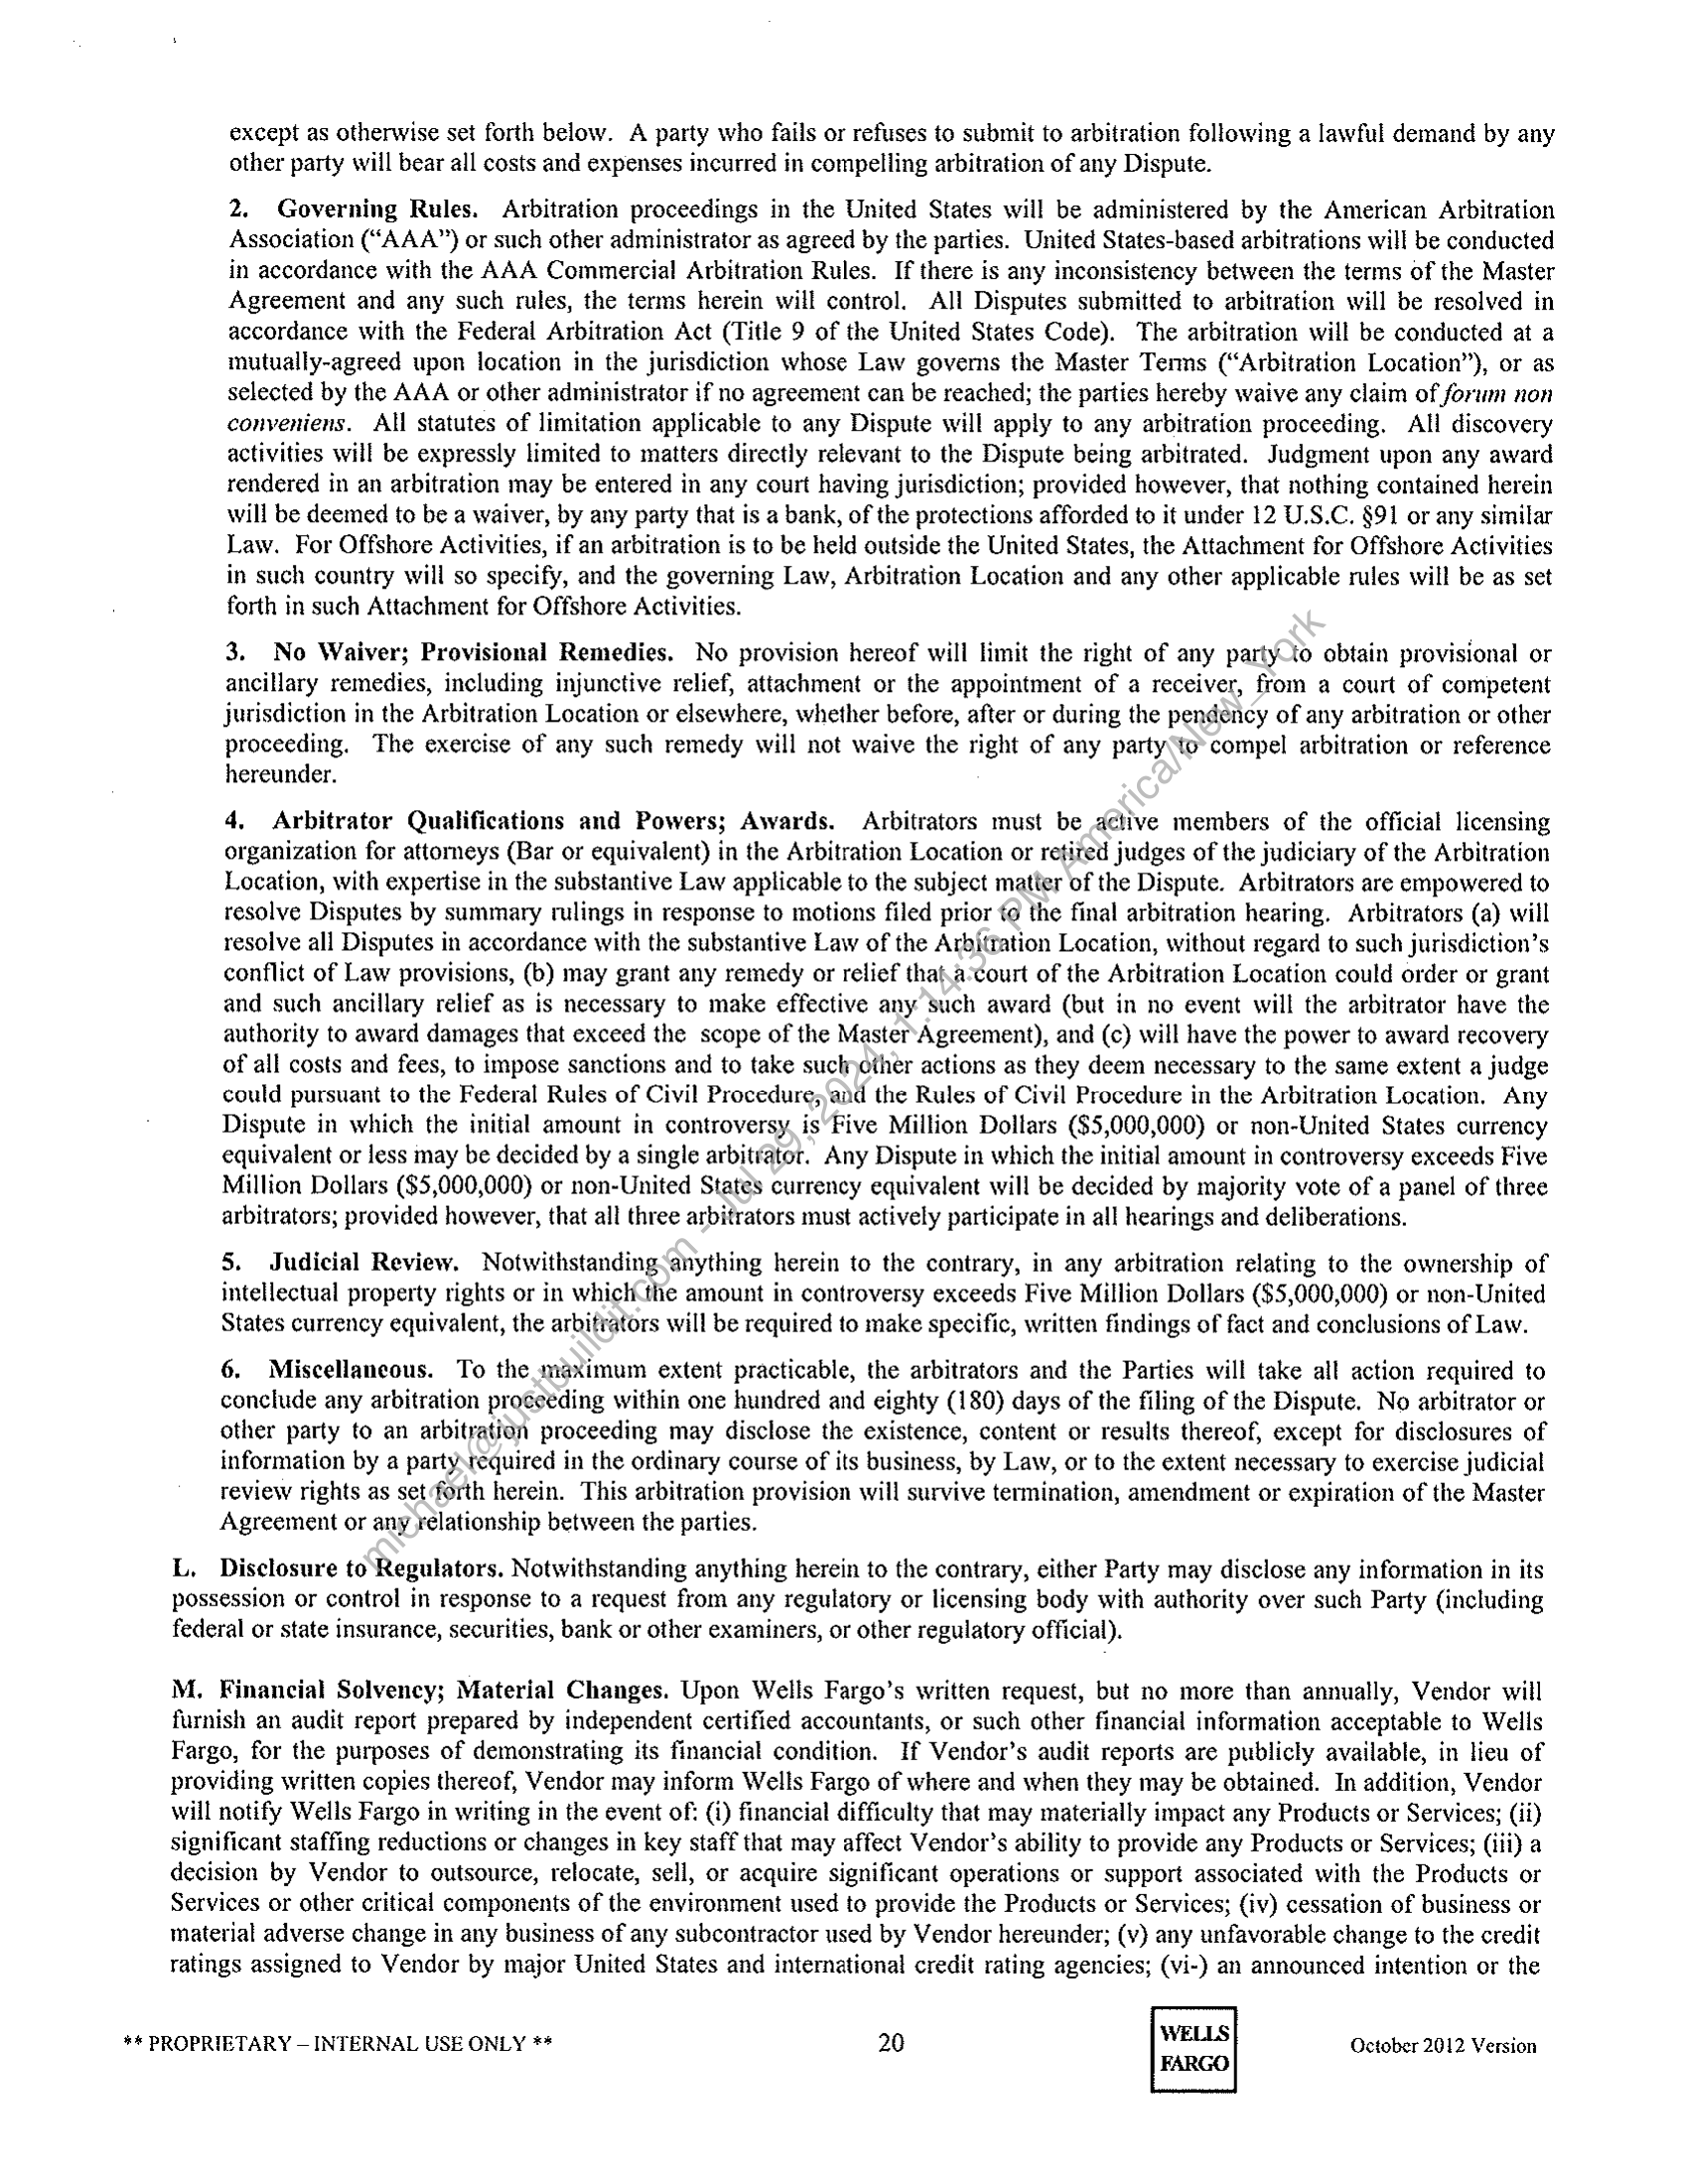 except as otherwise set forth below. A party who fails or refuses to submit to arbitration following a lawful demand by any
other party will bear all costs and expenses incurred in compelling arbitration of any Dispute.
2. Governing Rules. Arbitration proceedings in the United States will be administered by the American Arbitration
Association (“AAA”) or such other administrator as agreed by the parties. United States-based arbitrations will be conducted
in accordance with the AAA Commercial Arbitration Rules. If there is any inconsistency between the terms of the Master
Agreement and any such rules, the terms herein will control. All Disputes submitted to arbitration will be resolved in
accordance with the Federal Arbitration Act (Title 9 of the United States Code). The arbitration will be conducted at a
mutually-agreed upon location in the jurisdiction whose Law governs the Master Terms (“Arbitration Location”), or as
selected by the AAA or other administrator if no agreement can be reached; the parties hereby waive any claim of forum non
conveniens. All statutes of limitation applicable to any Dispute will apply to any arbitration proceeding. All discovery
activities will be expressly limited to matters directly relevant to the Dispute being arbitrated. Judgment upon any award
rendered in an arbitration may be entered in any court having jurisdiction; provided however, that nothing contained herein
will be deemed to be a waiver, by any party that is a bank, of the protections afforded to it under 12 U.S.C. §91 or any similar
Law. For Offshore Activities, if an arbitration is to be held outside the United States, the Attachment for Offshore Activities
in such country will so specify, and the governing Law, Arbitration Location and any other applicable rules will be as set
forth in such Attachment for Offshore Activities.
3. No Waiver; Provisional Remedies. No provision hereof will limit the right of any party to obtain provisional or
ancillary remedies, including injunctive relief, attachment or the appointment of a receiver, from a court of competent
jurisdiction in the Arbitration Location or elsewhere, whether before, after or during the pendency of any arbitration or other
proceeding. The exercise of any such remedy will not waive the right of any party to compel arbitration or reference
hereunder.
4. Arbitrator Qualifications and Powers; Awards. Arbitrators must be active members of the official licensing
organization for attorneys (Bar or equivalent) in the Arbitration Location or retired judges of the judiciary of the Arbitration
Location, with expertise in the substantive Law applicable to the subject matter of the Dispute. Arbitrators are empowered to
resolve Disputes by summary rulings in response to motions filed prior to the final arbitration hearing. Arbitrators (a) will
resolve all Disputes in accordance with the substantive Law of the Arbitration Location, without regard to such jurisdiction’s
conflict of Law provisions, (b) may grant any remedy or relief that a court of the Arbitration Location could order or grant
and such ancillary relief as is necessary to make effective any such award (but in no event will the arbitrator have the
authority to award damages that exceed the scope of the Master Agreement), and (c) will have the power to award recovery
of all costs and fees, to impose sanctions and to take such other actions as they deem necessary to the same extent a judge
could pursuant to the Federal Rules of Civil Procedure, and the Rules of Civil Procedure in the Arbitration Location. Any
Dispute in which the initial amount in controversy is Five Million Dollars ($5,000,000) or non-United States currency
equivalent or less may be decided by a single arbitrator. Any Dispute in which the initial amount in controversy exceeds Five
Million Dollars ($5,000,000) or non-United States currency equivalent will be decided by majority vote of a panel of three
arbitrators; provided however, that all three arbitrators must actively participate in all hearings and deliberations.
5. Judicial Review. Notwithstanding anything herein to the contrary, in any arbitration relating to the ownership of
intellectual property rights or in which the amount in controversy exceeds Five Million Dollars ($5,000,000) or non-United
States currency equivalent, the arbitrators will be required to make specific, written findings of fact and conclusions of Law.
6. Miscellaneous. To the maximum extent practicable, the arbitrators and the Parties will take all action required to
conclude any arbitration proceeding within one hundred and eighty (180) days of the filing of the Dispute. No arbitrator or
other party to an arbitration proceeding may disclose the existence, content or results thereof, except for disclosures of
information by a party required in the ordinary course of its business, by Law, or to the extent necessary to exercise judicial
review rights as set forth herein. This arbitration provision will survive termination, amendment or expiration of the Master
Agreement or any relationship between the parties.
L. Disclosure to Regulators. Notwithstanding anything herein to the contrary, either Party may disclose any information in its
possession or control in response to a request from any regulatory or licensing body with authority over such Party (including
federal or state insurance, securities, bank or other examiners, or other regulatory official).
M. Financial Solvency; Material Changes. Upon Wells Fargo’s written request, but no more than annually, Vendor will
furnish an audit report prepared by independent certified accountants, or such other financial information acceptable to Wells
Fargo, for the purposes of demonstrating its financial condition. If Vendor’s audit reports are publicly available, in lieu of
providing written copies thereof, Vendor may inform Wells Fargo of where and when they may be obtained. In addition, Vendor
will notify Wells Fargo in writing in the event of: (i) financial difficulty that may materially impact any Products or Services; (ii)
significant staffing reductions or changes in key staff that may affect Vendor’s ability to provide any Products or Services; (iii) a
decision by Vendor to outsource, relocate, sell, or acquire significant operations or support associated with the Products or
Services or other critical components of the environment used to provide the Products or Services; (iv) cessation of business or
material adverse change in any business of any subcontractor used by Vendor hereunder; (v) any unfavorable change to the credit
ratings assigned to Vendor by major United States and international credit rating agencies; (vi-) an announced intention or the
** PROPRIETARY – INTERNAL USE ONLY **
20
WELLS
FARGO
October 2012 Version
michael@justbuildit.com - Jul 29, 2024, 1:14:36 PM America/New_York